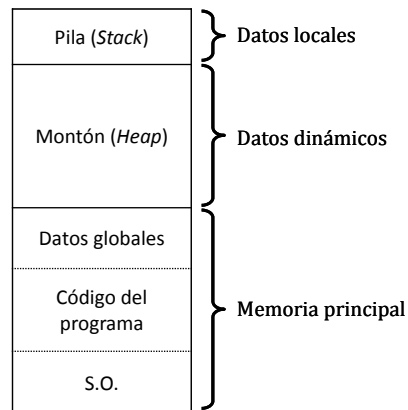 Pila (Stack)
Datos locales
Montón (Heap)
Datos dinámicos
Datos globales
Código del
programa
Memoria principal
S.O.